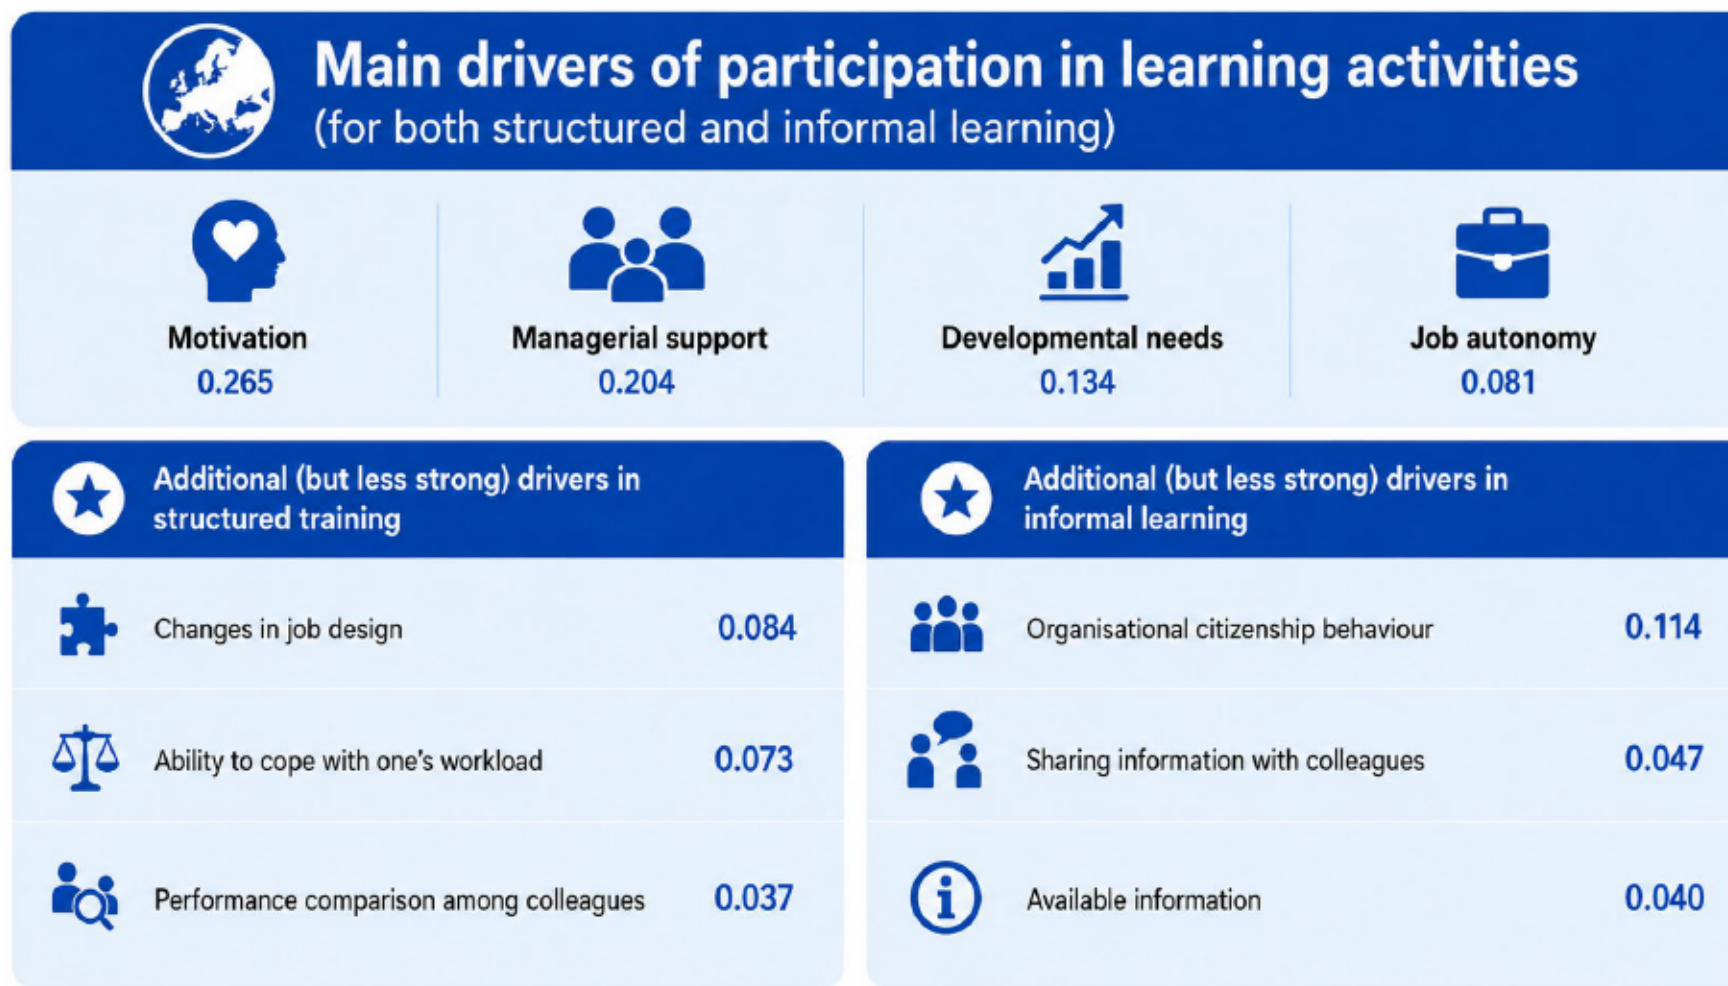 Main drivers of participation in learning activities
(for both structured and informal learning)
Motivation
0.265
Managerial support
0.204
Developmental needs
0.134
Job autonomy
0.081
Additional (but less strong) drivers in
structured training
Changes in job design
0.084
Ability to cope with one's workload
0.073
Performance comparison among colleagues
0.037
Additional (but less strong) drivers in
informal learning
Organisational citizenship behaviour
0.114
Sharing information with colleagues
0.047
Available information
0.040